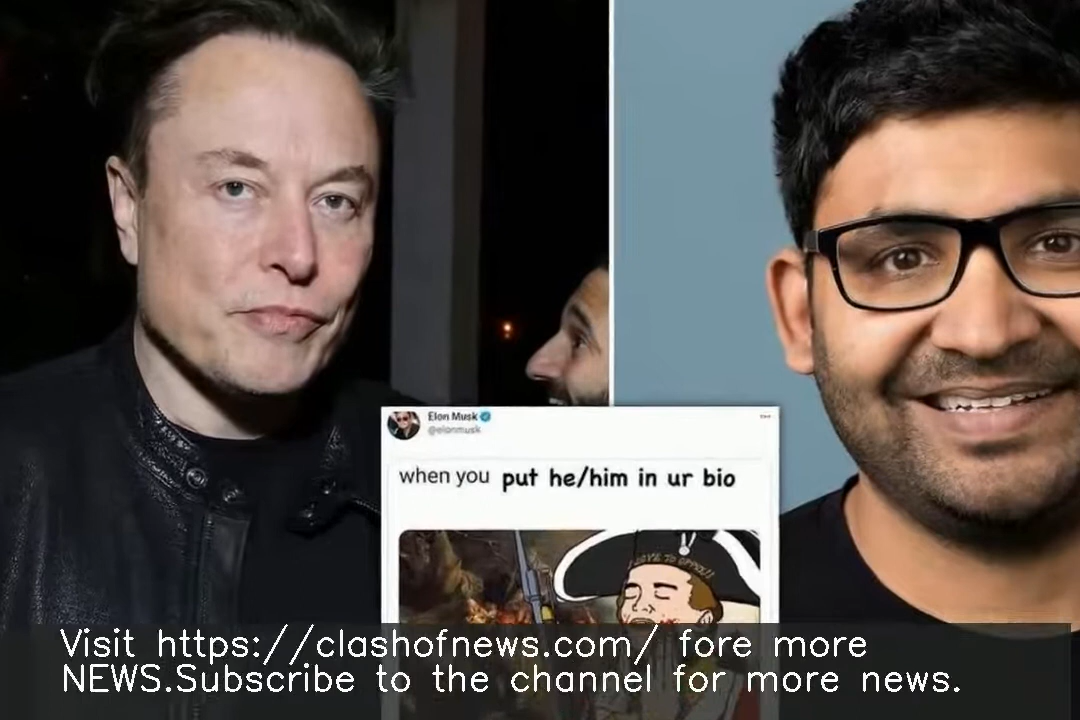 Elon Musk
@elonmusk
when you put he/him in ur bio
Visit https://clashofnews.com/ fore more
NEWS.Subscribe to the channel for more news.